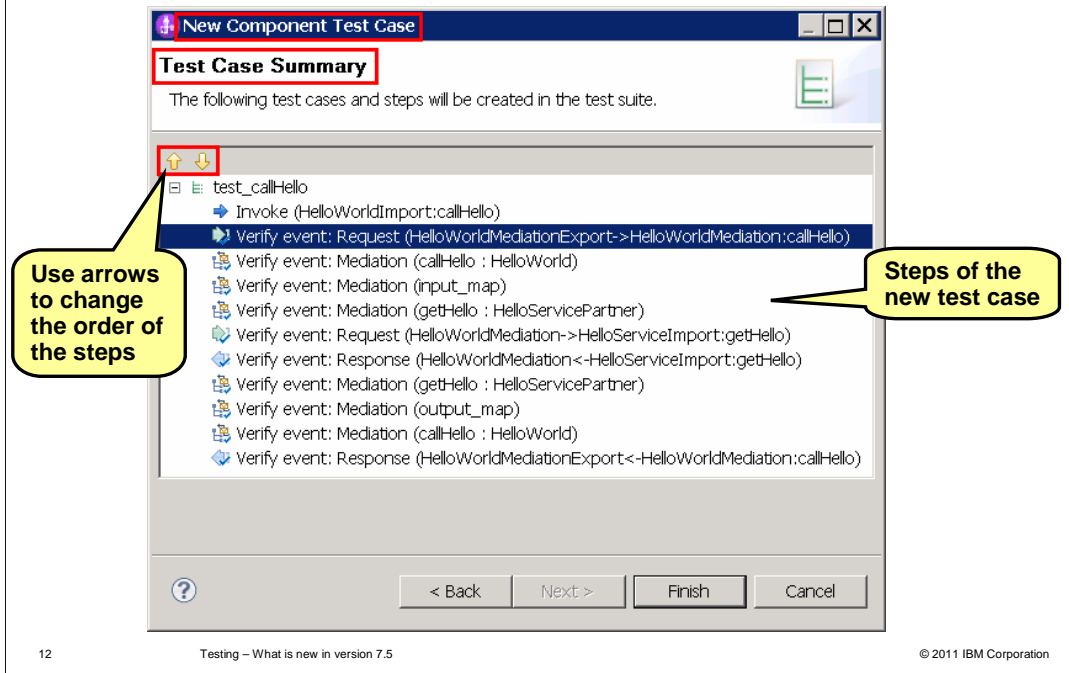 New Component Test Case
Test Case Summary
The following test cases and steps will be created in the test suite.
test_callHello
Invoke (HelloWorldImport:callHello)
Verify event: Request (HelloWorldMediationExport->HelloWorldMediation:callHello)
Verify event: Mediation (callHello : HelloWorld)
Verify event: Mediation (input_map)
Verify event: Mediation (getHello : HelloServicePartner)
Verify event: Request (HelloWorldMediation->HelloServiceImport:getHello)
Verify event: Response (HelloWorldMediation<-HelloServiceImport:getHello)
Verify event: Mediation (getHello : HelloServicePartner)
Verify event: Mediation (output_map)
Verify event: Mediation (callHello : HelloWorld)
Verify event: Response (HelloWorldMediationExport<-HelloWorldMediation:callHello)
Use arrows
to change
the order of
the steps
Steps of the
new test case
< Back Next > Finish Cancel
12 Testing – What is new in version 7.5 © 2011 IBM Corporation